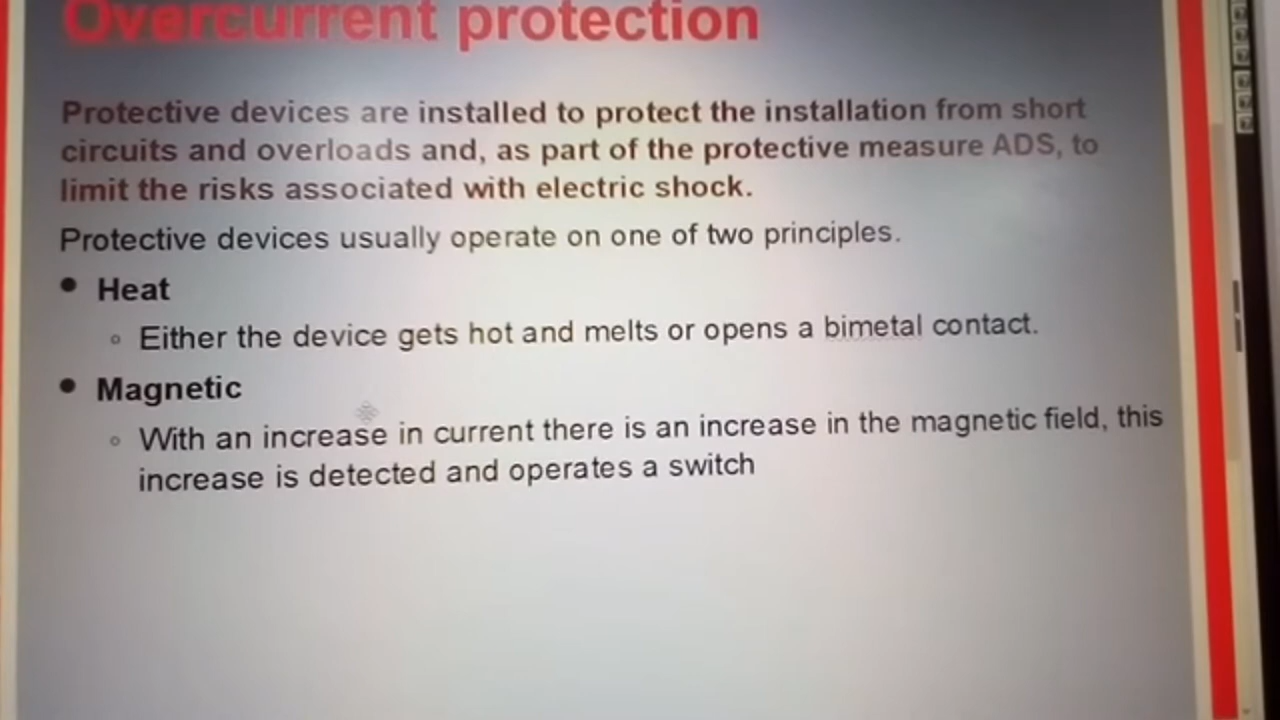 Overcurrent protection
Protective devices are installed to protect the installation from short
circuits and overloads and, as part of the protective measure ADS, to
limit the risks associated with electric shock.
Protective devices usually operate on one of two principles.
• Heat
◦ Either the device gets hot and melts or opens a bimetal contact.
• Magnetic
◦ With an increase in current there is an increase in the magnetic field, this
increase is detected and operates a switch